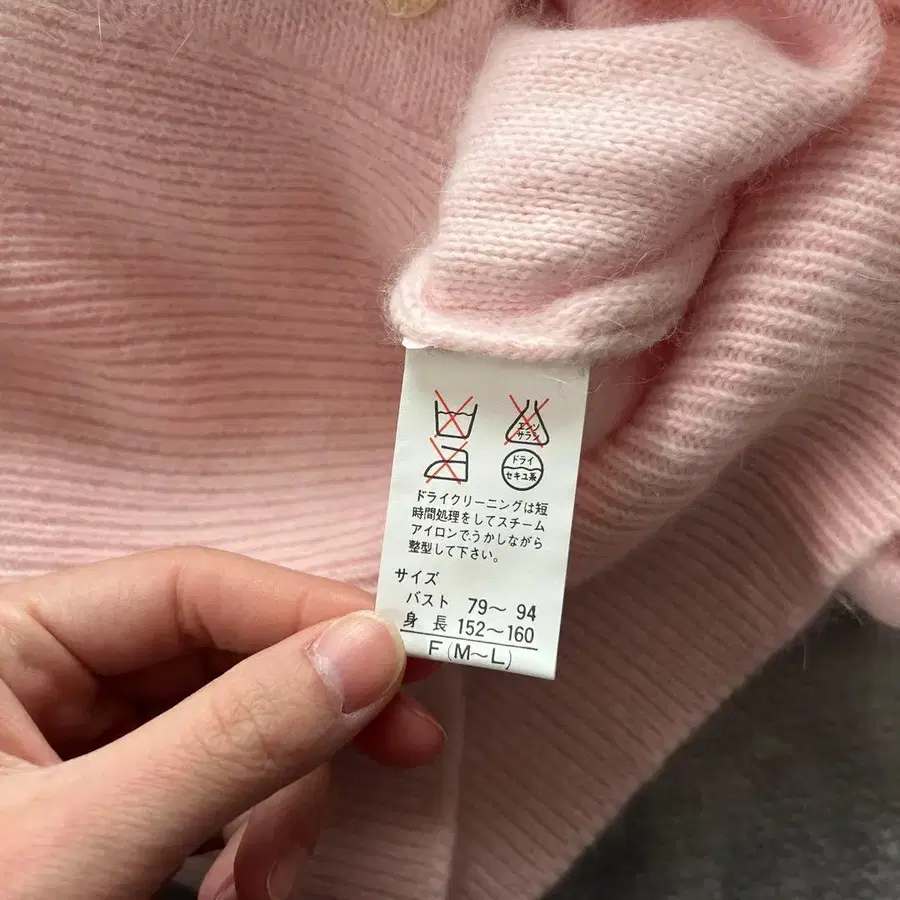 エンソ
サラシ
ドライ
セキユ系
ドライクリーニングは短
時間処理をしてスチーム
アイロンでうかしながら
整型して下さい。
サイズ
バスト 79〜 94
身長 152〜160
F(M〜L)